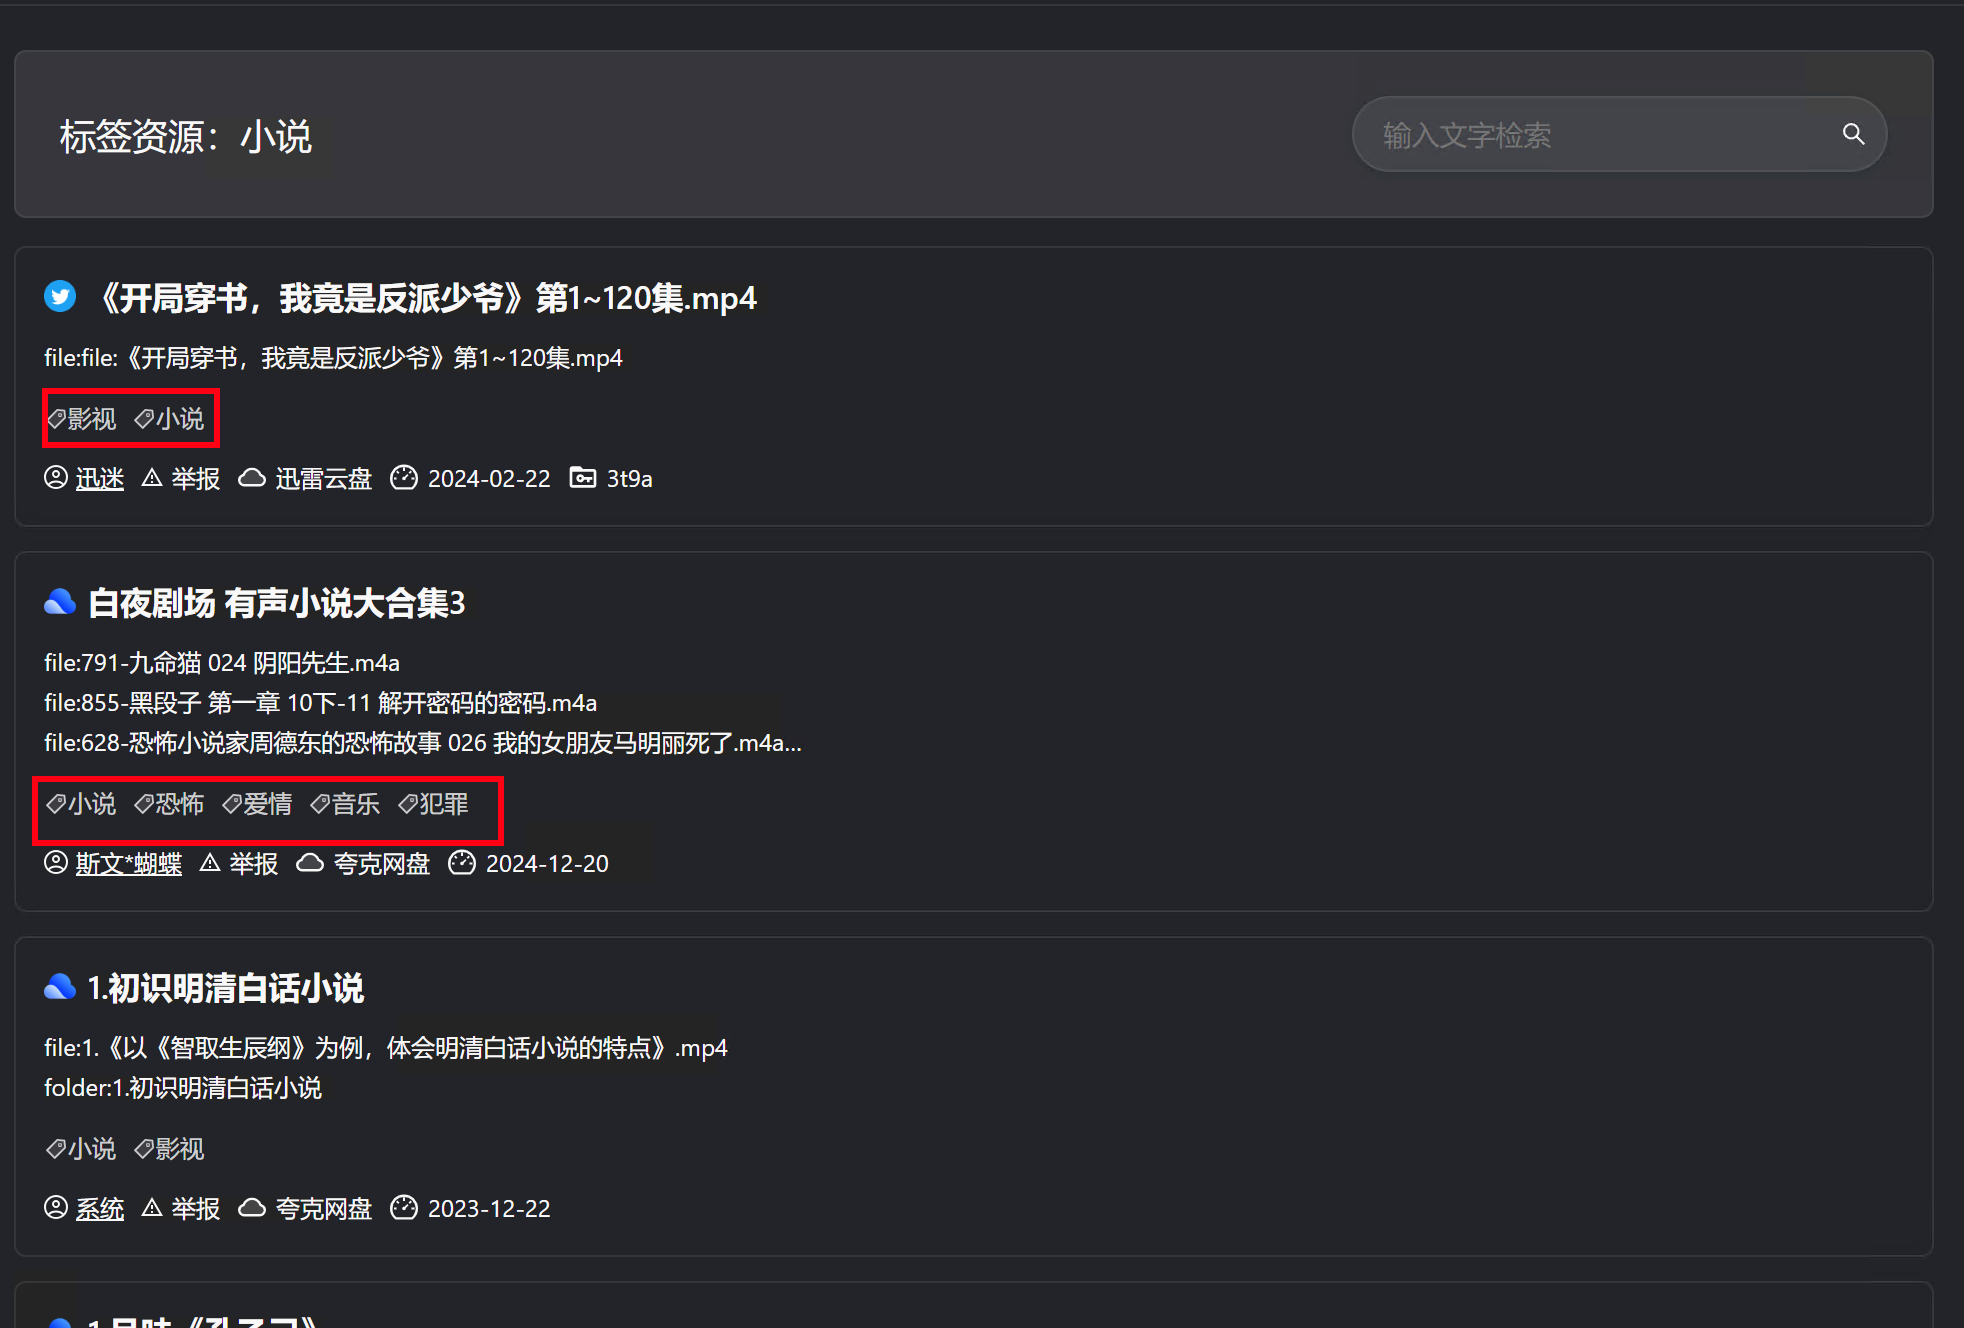 标签资源：小说
输入文字检索
《开局穿书，我竟是反派少爷》第1~120集.mp4
file:file:《开局穿书，我竟是反派少爷》第1~120集.mp4
影视 小说
迅迷 举报 迅雷云盘 2024-02-22 3t9a
白夜剧场 有声小说大合集3
file:791-九命猫 024 阴阳先生.m4a
file:855-黑段子 第一章 10下-11 解开密码的密码.m4a
file:628-恐怖小说家周德东的恐怖故事 026 我的女朋友马明丽死了.m4a...
小说 恐怖 爱情 音乐 犯罪
斯文*蝴蝶 举报 夸克网盘 2024-12-20
1.初识明清白话小说
file:1.《以《智取生辰纲》为例，体会明清白话小说的特点》.mp4
folder:1.初识明清白话小说
小说 影视
系统 举报 夸克网盘 2023-12-22